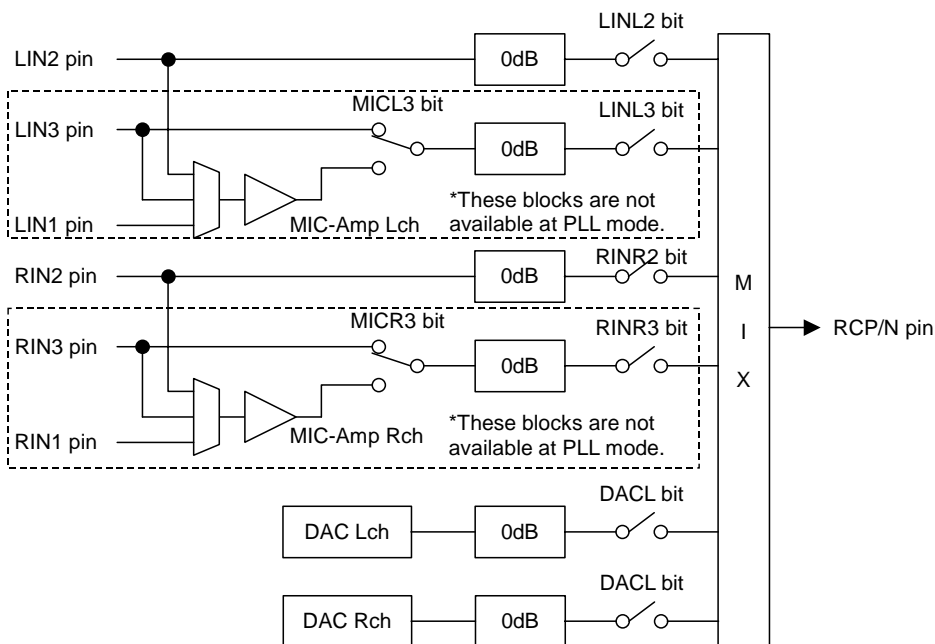 LINL2 bit
LIN2 pin
0dB
MICL3 bit
LINL3 bit
LIN3 pin
0dB
*These blocks are not
available at PLL mode.
LIN1 pin
MIC-Amp Lch
RIN2 pin
0dB
RINR2 bit
M
I
X
MICR3 bit
RINR3 bit
RIN3 pin
0dB
RCP/N pin
*These blocks are not
available at PLL mode.
RIN1 pin
MIC-Amp Rch
DACL bit
DAC Lch
0dB
DACL bit
DAC Rch
0dB